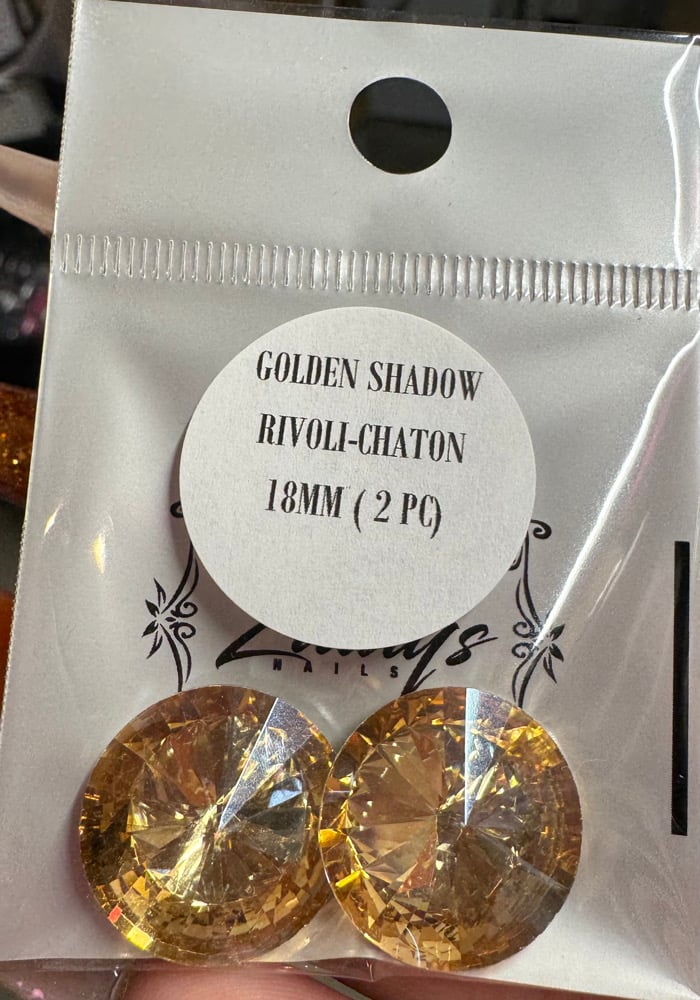 GOLDEN SHADOW
RIVOLI-CHATON
18MM ( 2 PC)
NAILS